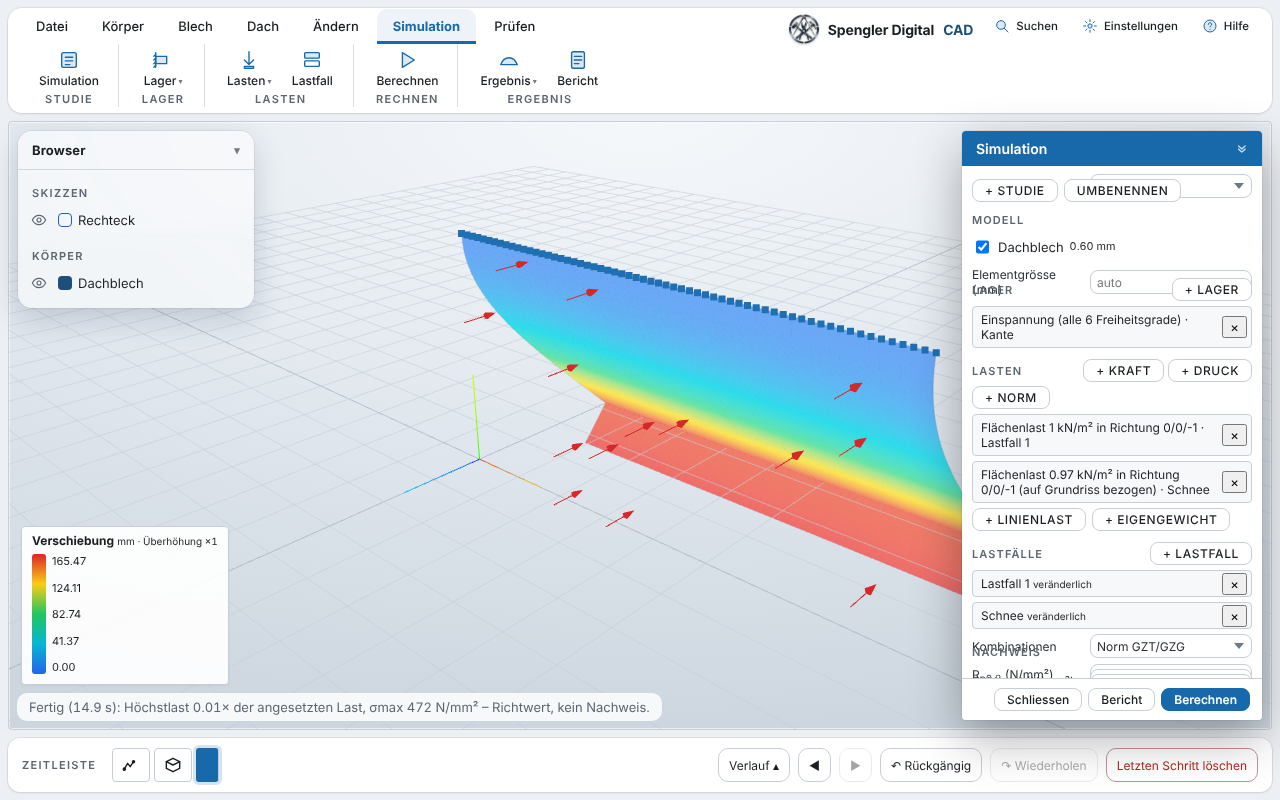 Datei Körper Blech Dach Ändern Simulation Prüfen
Spengler Digital CAD
Suchen Einstellungen Hilfe
Simulation Lager Lasten Lastfall Berechnen Ergebnis Bericht
STUDIE LAGER LASTEN RECHNEN ERGEBNIS
Browser
SKIZZEN
Rechteck
KÖRPER
Dachblech
Verschiebung mm · Überhöhung ×1
165.47
124.11
82.74
41.37
0.00
Fertig (14.9 s): Höchstlast 0.01× der angesetzten Last, σmax 472 N/mm² – Richtwert, kein Nachweis.
Simulation
+ STUDIE UMBENENNEN
MODELL
Dachblech 0.60 mm
Elementgrösse
(mm) auto
LAGER + LAGER
Einspannung (alle 6 Freiheitsgrade) ·
Kante ×
LASTEN + KRAFT + DRUCK
+ NORM
Flächenlast 1 kN/m² in Richtung 0/0/-1 ·
Lastfall 1 ×
Flächenlast 0.97 kN/m² in Richtung
0/0/-1 (auf Grundriss bezogen) · Schnee ×
+ LINIENLAST + EIGENGEWICHT
LASTFÄLLE + LASTFALL
Lastfall 1 veränderlich ×
Schnee veränderlich ×
Kombinationen Norm GZT/GZG
NACHWEIS
(N/mm²)
Schliessen Bericht Berechnen
ZEITLEISTE
Verlauf ▴ ◀ ▶ ↶ Rückgängig ↷ Wiederholen Letzten Schritt löschen